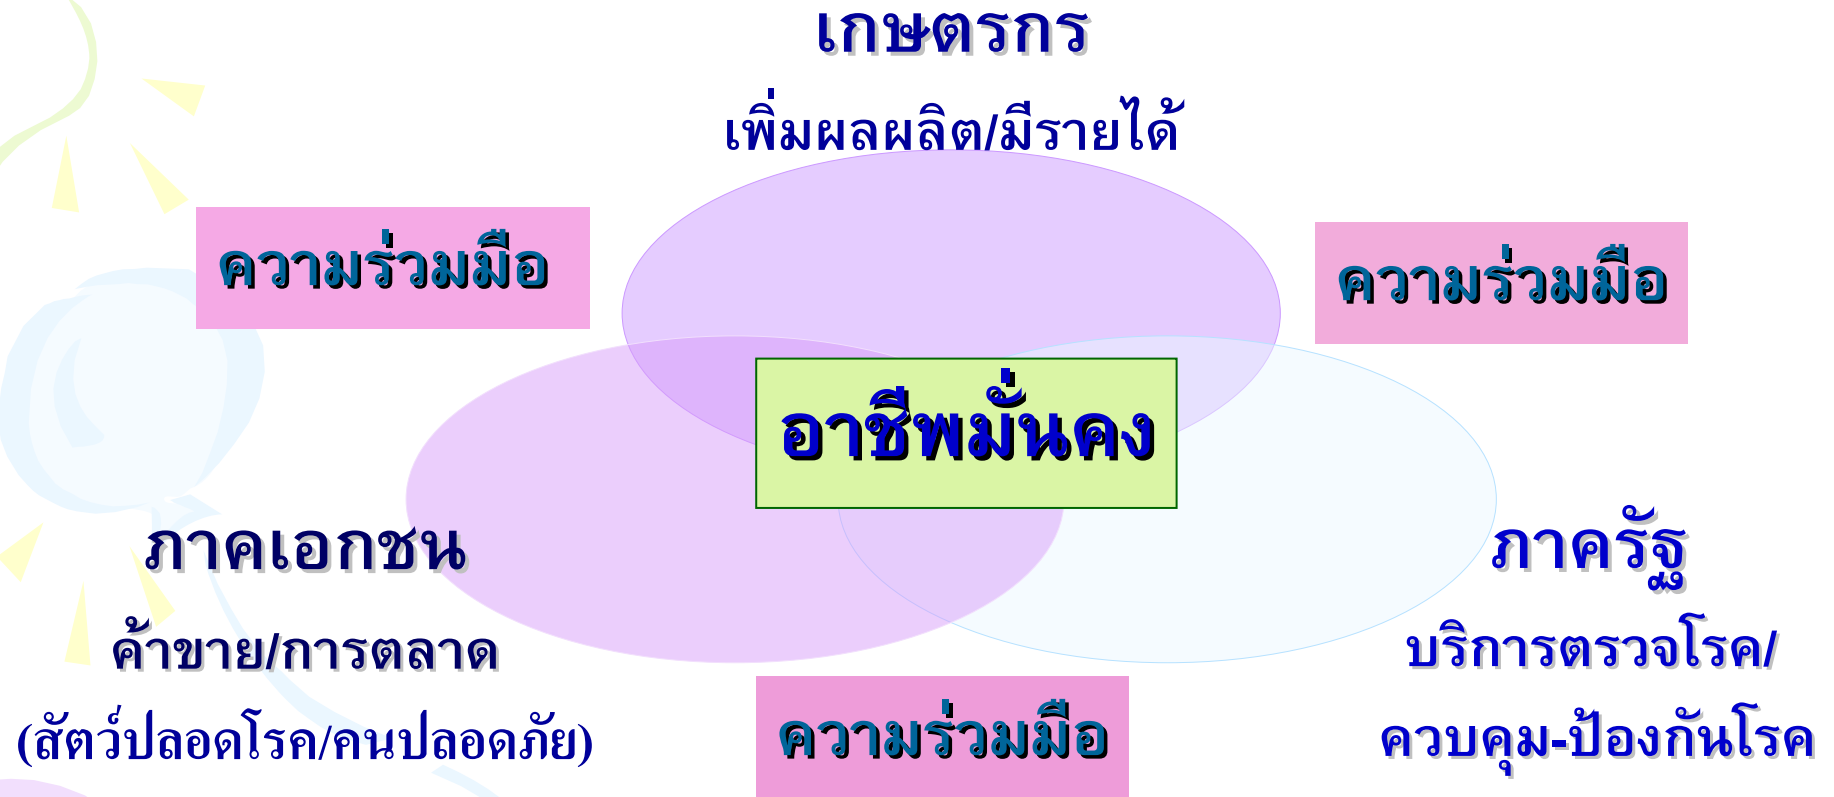 เกษตรกร
เพิ่มผลผลิต/มีรายได้
ความร่วมมือ
ความร่วมมือ
อาชีพมั่นคง
ภาคเอกชน
ค้าขาย/การตลาด
(สัตว์ปลอดโรค/คนปลอดภัย)
ภาครัฐ
บริการตรวจโรค/
ควบคุม-ป้องกันโรค
ความร่วมมือ